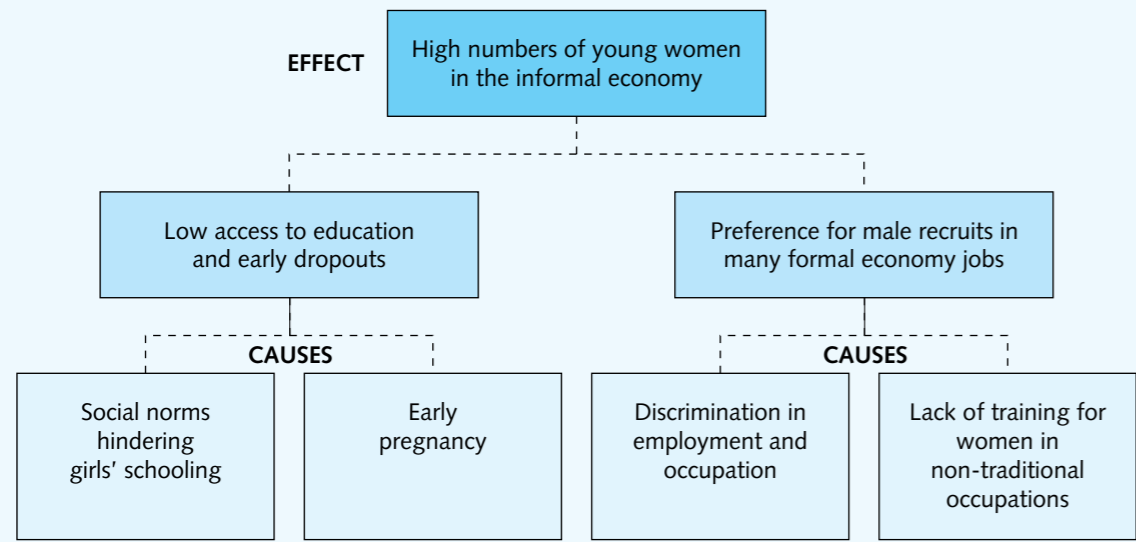 EFFECT
High numbers of young women
in the informal economy
Low access to education
and early dropouts
Preference for male recruits in
many formal economy jobs
CAUSES
CAUSES
Social norms
hindering
girls’ schooling
Early
pregnancy
Discrimination in
employment and
occupation
Lack of training for
women in
non-traditional
occupations